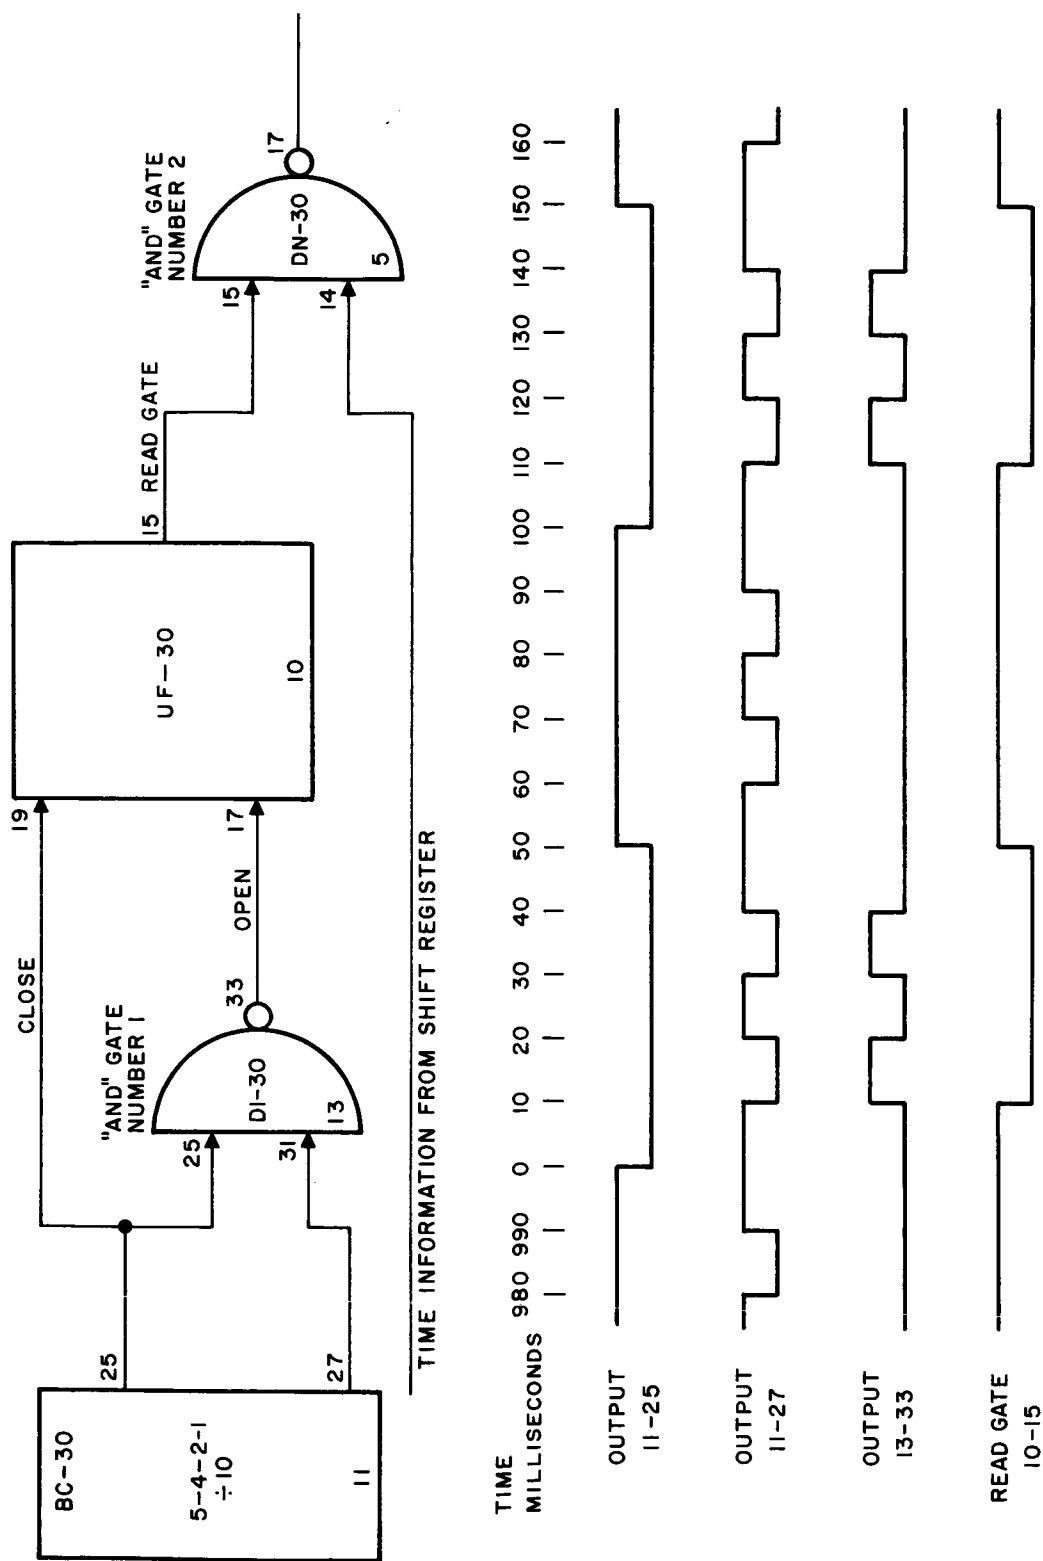 BC-30
5-4-2-1
÷10
11
25
27
CLOSE
"AND" GATE
NUMBER 1
25
31
DI-30
13
33
OPEN
19
17
UF-30
10
15 READ GATE
"AND" GATE
NUMBER 2
15
14
DN-30
5
17
TIME INFORMATION FROM SHIFT REGISTER
TIME
MILLISECONDS
980 990 0 10 20 30 40 50 60 70 80 90 100 110 120 130 140 150 160
OUTPUT
11-25
OUTPUT
11-27
OUTPUT
13-33
READ GATE
10-15